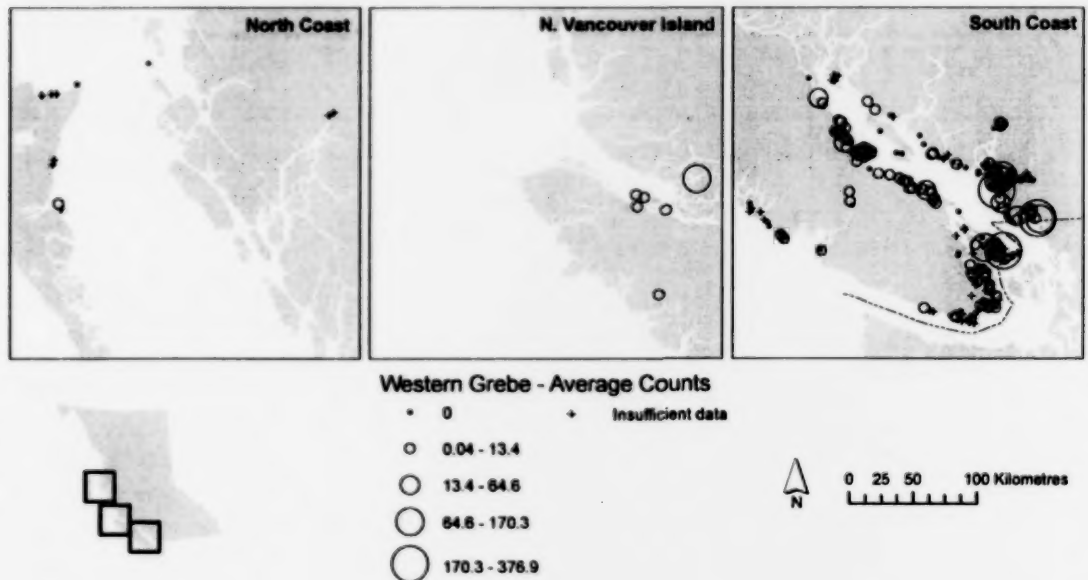 North Coast
N. Vancouver Island
South Coast
Western Grebe - Average Counts
0
Insufficient data
0.04 - 13.4
13.4 - 64.6
64.6 - 170.3
170.3 - 376.9
N
0 25 50 100 Kilometres